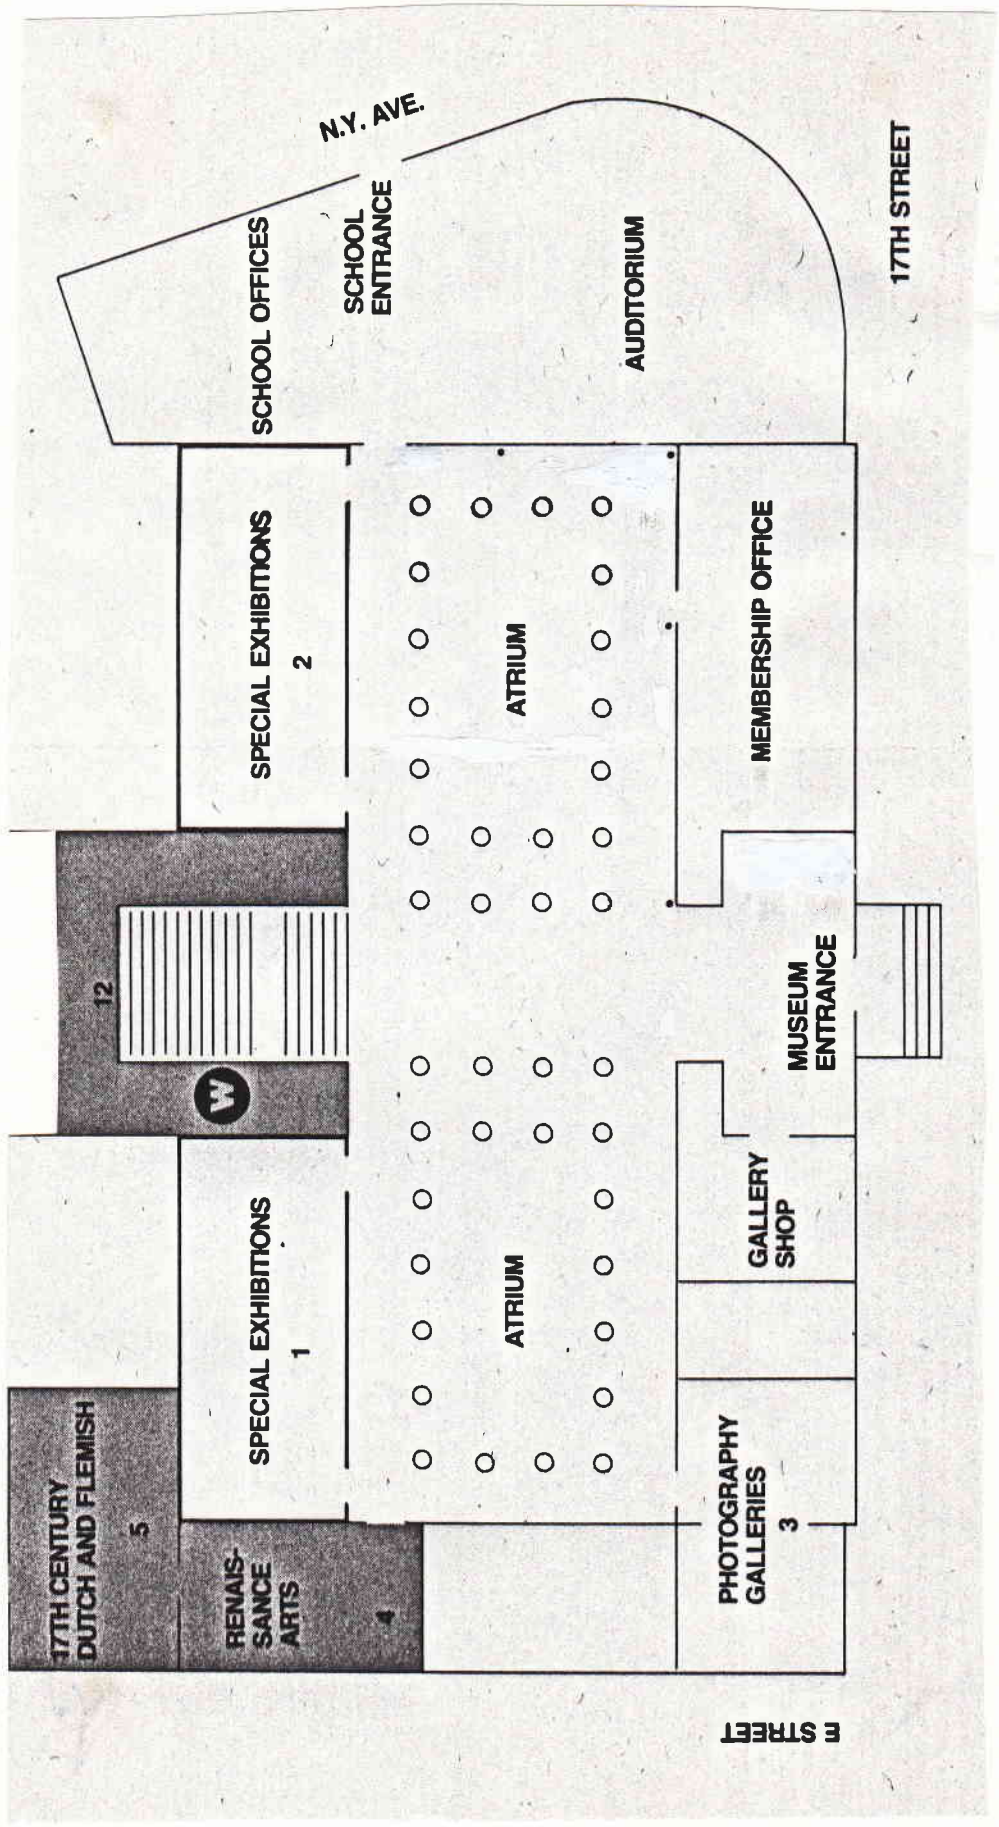 17TH CENTURY
DUTCH AND FLEMISH
5
RENAIS-
SANCE
ARTS
4
SPECIAL EXHIBITIONS
1
W
12
SPECIAL EXHIBITIONS
2
SCHOOL OFFICES
SCHOOL
ENTRANCE
N.Y. AVE.
ATRIUM
ATRIUM
AUDITORIUM
PHOTOGRAPHY
GALLERIES
3
GALLERY
SHOP
MUSEUM
ENTRANCE
MEMBERSHIP OFFICE
E STREET
17TH STREET